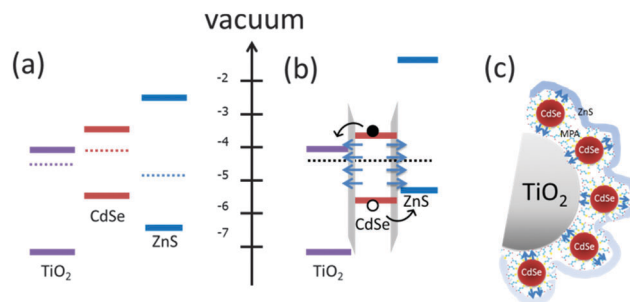 vacuum
(a)
(b)
(c)
-2
-3
-4
-5
-6
-7
CdSe
ZnS
TiO2
CdSe
ZnS
TiO2
CdSe
ZnS
MPA
CdSe
TiO2
CdSe
CdSe
CdSe